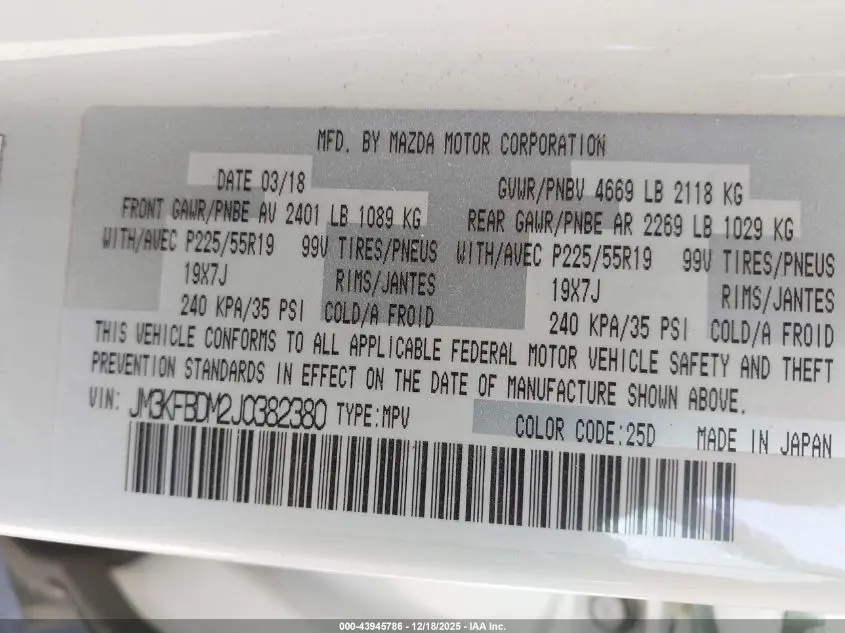 MFD. BY MAZDA MOTOR CORPORATION
DATE 03/18 GVWR/PNBV 4669 LB 2118 KG
FRONT GAWR/PNBE AV 2401 LB 1089 KG REAR GAWR/PNBE AR 2269 LB 1029 KG
WITH/AVEC P225/55R19 99V TIRES/PNEUS WITH/AVEC P225/55R19 99V TIRES/PNEUS
19X7J RIMS/JANTES 19X7J RIMS/JANTES
240 KPA/35 PSI COLD/A FROID 240 KPA/35 PSI COLD/A FROID
THIS VEHICLE CONFORMS TO ALL APPLICABLE FEDERAL MOTOR VEHICLE SAFETY AND THEFT
PREVENTION STANDARDS IN EFFECT ON THE DATE OF MANUFACTURE SHOWN ABOVE.
VIN: JM3KFBDM2J0382380 TYPE:MPV COLOR CODE:25D MADE IN JAPAN
000-43945786 - 12/18/2025 - IAA Inc.